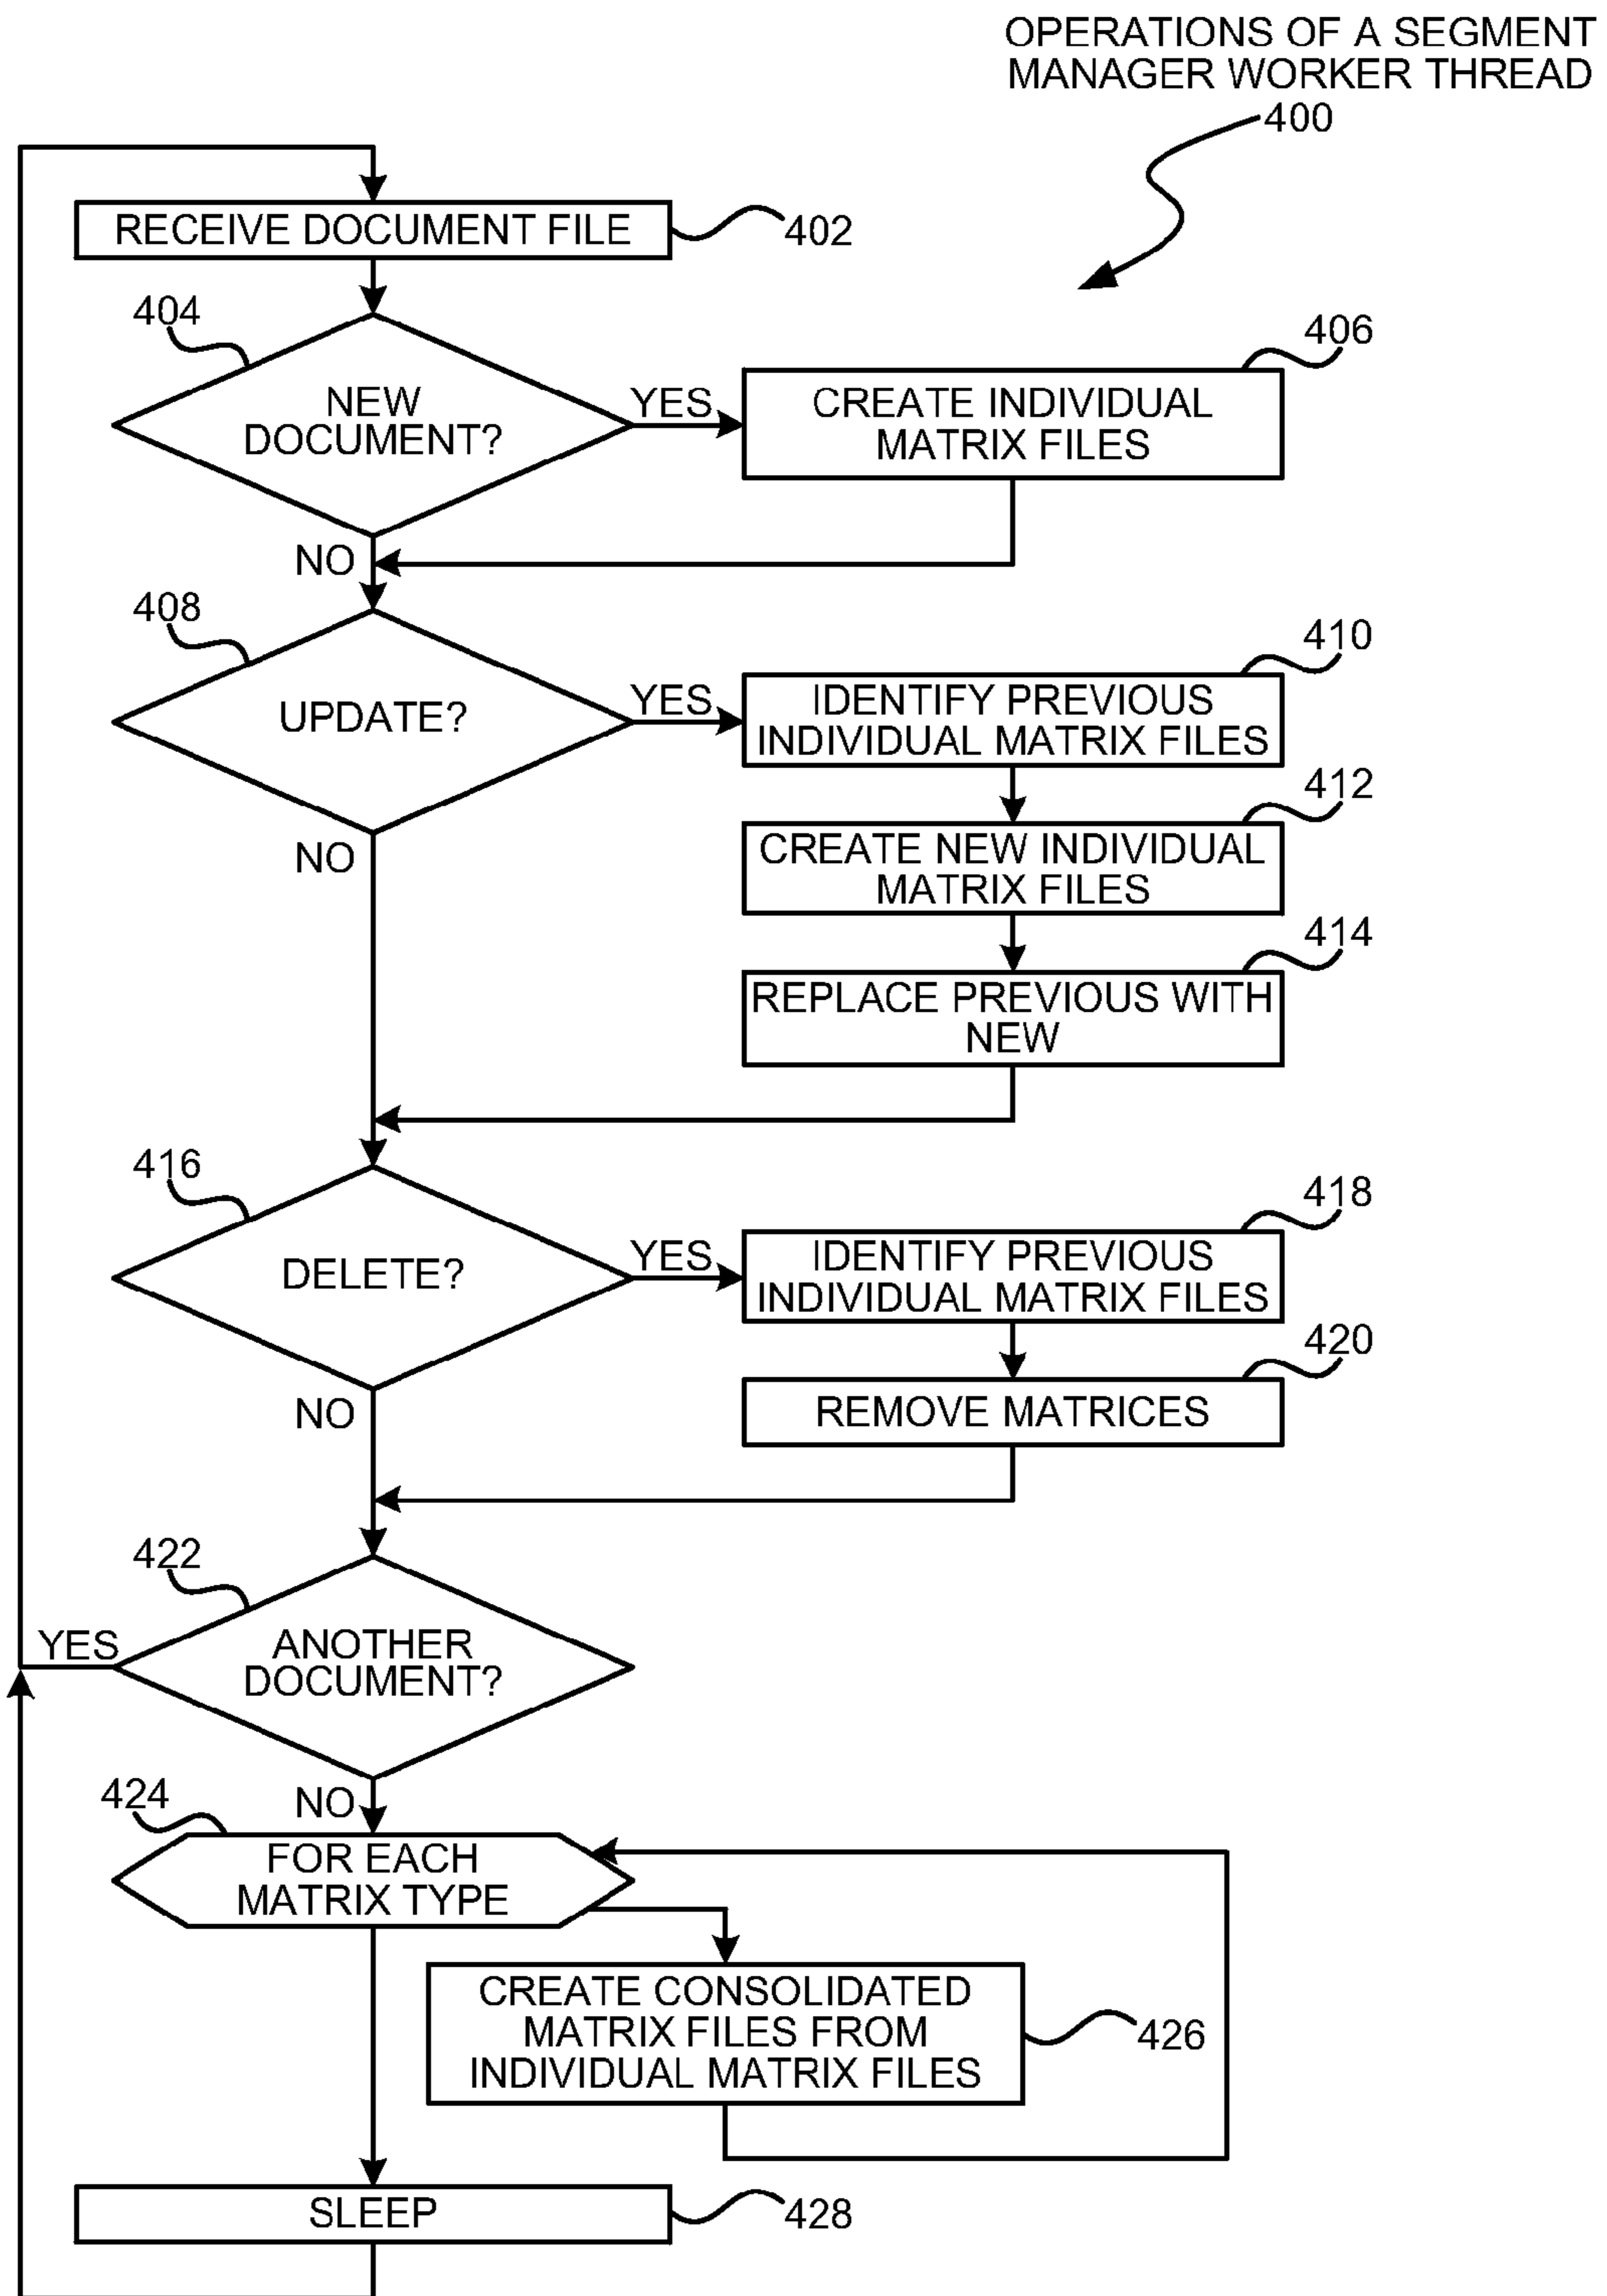 OPERATIONS OF A SEGMENT
MANAGER WORKER THREAD
400
RECEIVE DOCUMENT FILE
402
404
NEW
DOCUMENT?
YES
406
CREATE INDIVIDUAL
MATRIX FILES
NO
408
UPDATE?
YES
410
IDENTIFY PREVIOUS
INDIVIDUAL MATRIX FILES
412
CREATE NEW INDIVIDUAL
MATRIX FILES
414
REPLACE PREVIOUS WITH
NEW
NO
416
DELETE?
YES
418
IDENTIFY PREVIOUS
INDIVIDUAL MATRIX FILES
420
REMOVE MATRICES
NO
422
ANOTHER
DOCUMENT?
YES
NO
424
FOR EACH
MATRIX TYPE
CREATE CONSOLIDATED
MATRIX FILES FROM
INDIVIDUAL MATRIX FILES
426
SLEEP
428